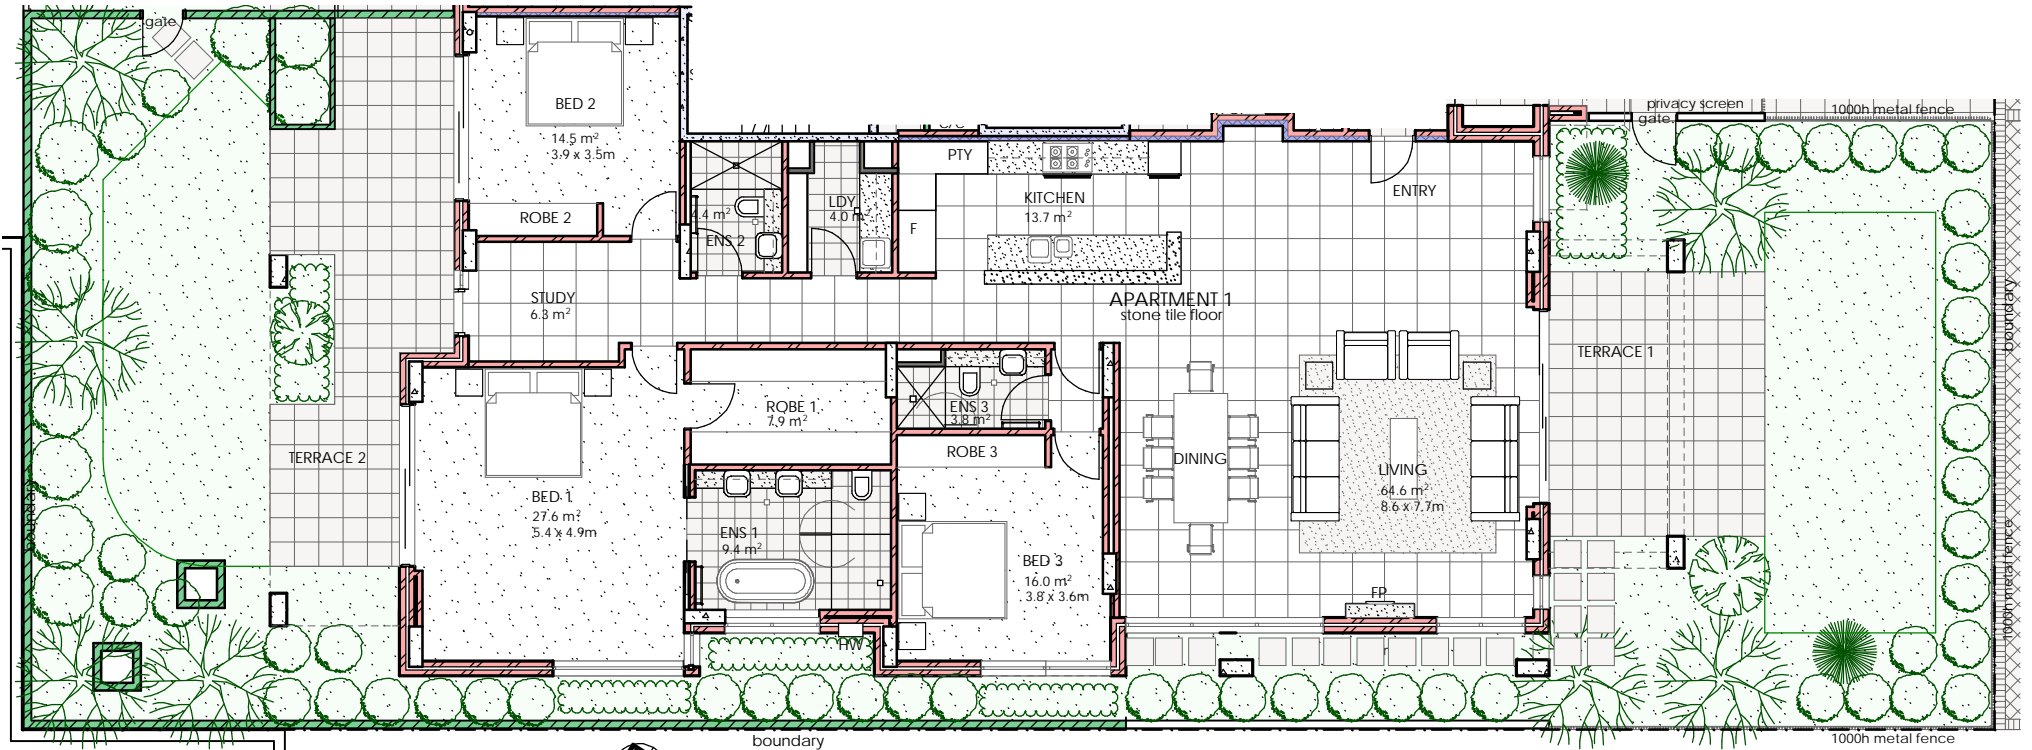 gate
BED 2
14.5 m²
3.9 x 3.5m
ROBE 2
4.4 m²
ENS 2
LDY
4.0 m²
PTY
F
KITCHEN
13.7 m²
ENTRY
privacy screen
gate
1000h metal fence
STUDY
6.3 m²
APARTMENT 1
stone tile floor
TERRACE 1
boundary
TERRACE 2
BED 1
27.6 m²
5.4 x 4.9m
ROBE 1
7.9 m²
ENS 3
3.8 m²
ROBE 3
DINING
LIVING
64.6 m²
8.6 x 7.7m
boundary
ENS 1
9.4 m²
BED 3
16.0 m²
3.8 x 3.6m
FP
1000h metal fence
HW
boundary
1000h metal fence